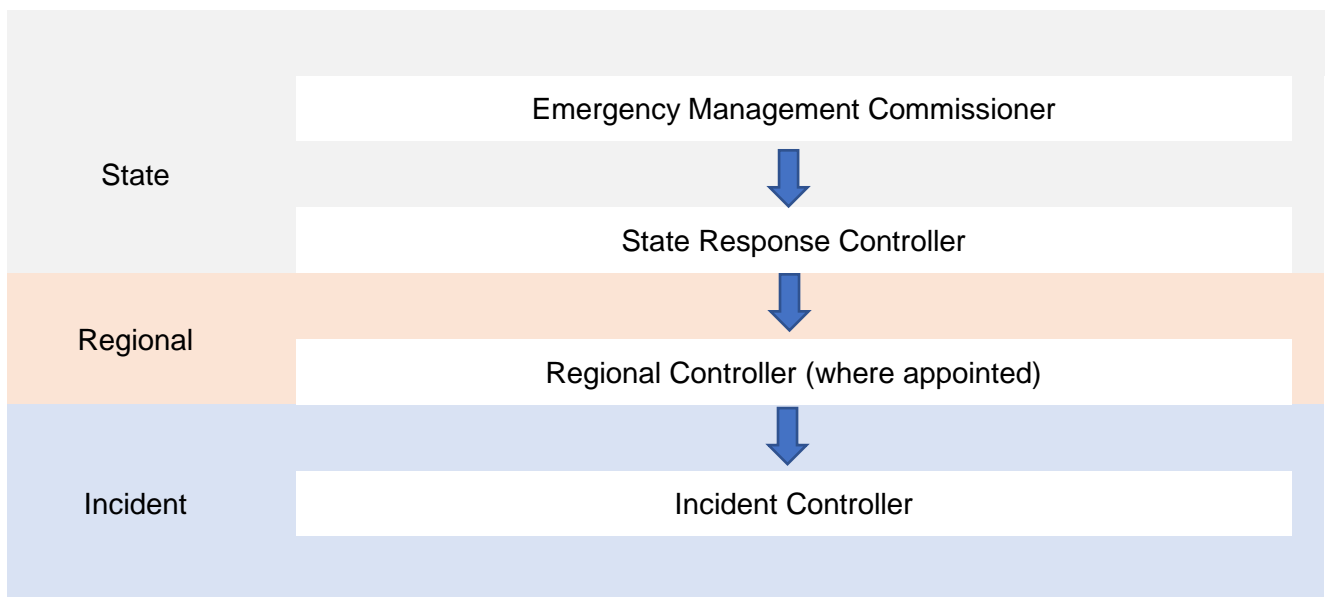 State
Emergency Management Commissioner
State Response Controller
Regional
Regional Controller (where appointed)
Incident
Incident Controller